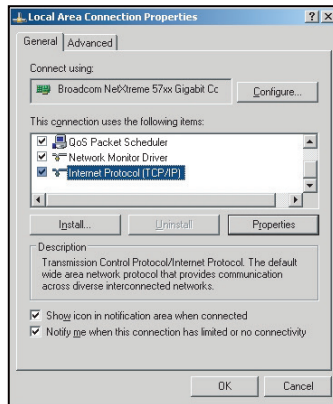 Local Area Connection Properties
General Advanced
Connect using:
Broadcom NetXtreme 57xx Gigabit Cc
Configure...
This connection uses the following items:
QoS Packet Scheduler
Network Monitor Driver
Internet Protocol (TCP/IP)
Install... Uninstall Properties
Description
Transmission Control Protocol/Internet Protocol. The default
wide area network protocol that provides communication
across diverse interconnected networks.
Show icon in notification area when connected
Notify me when this connection has limited or no connectivity
OK Cancel